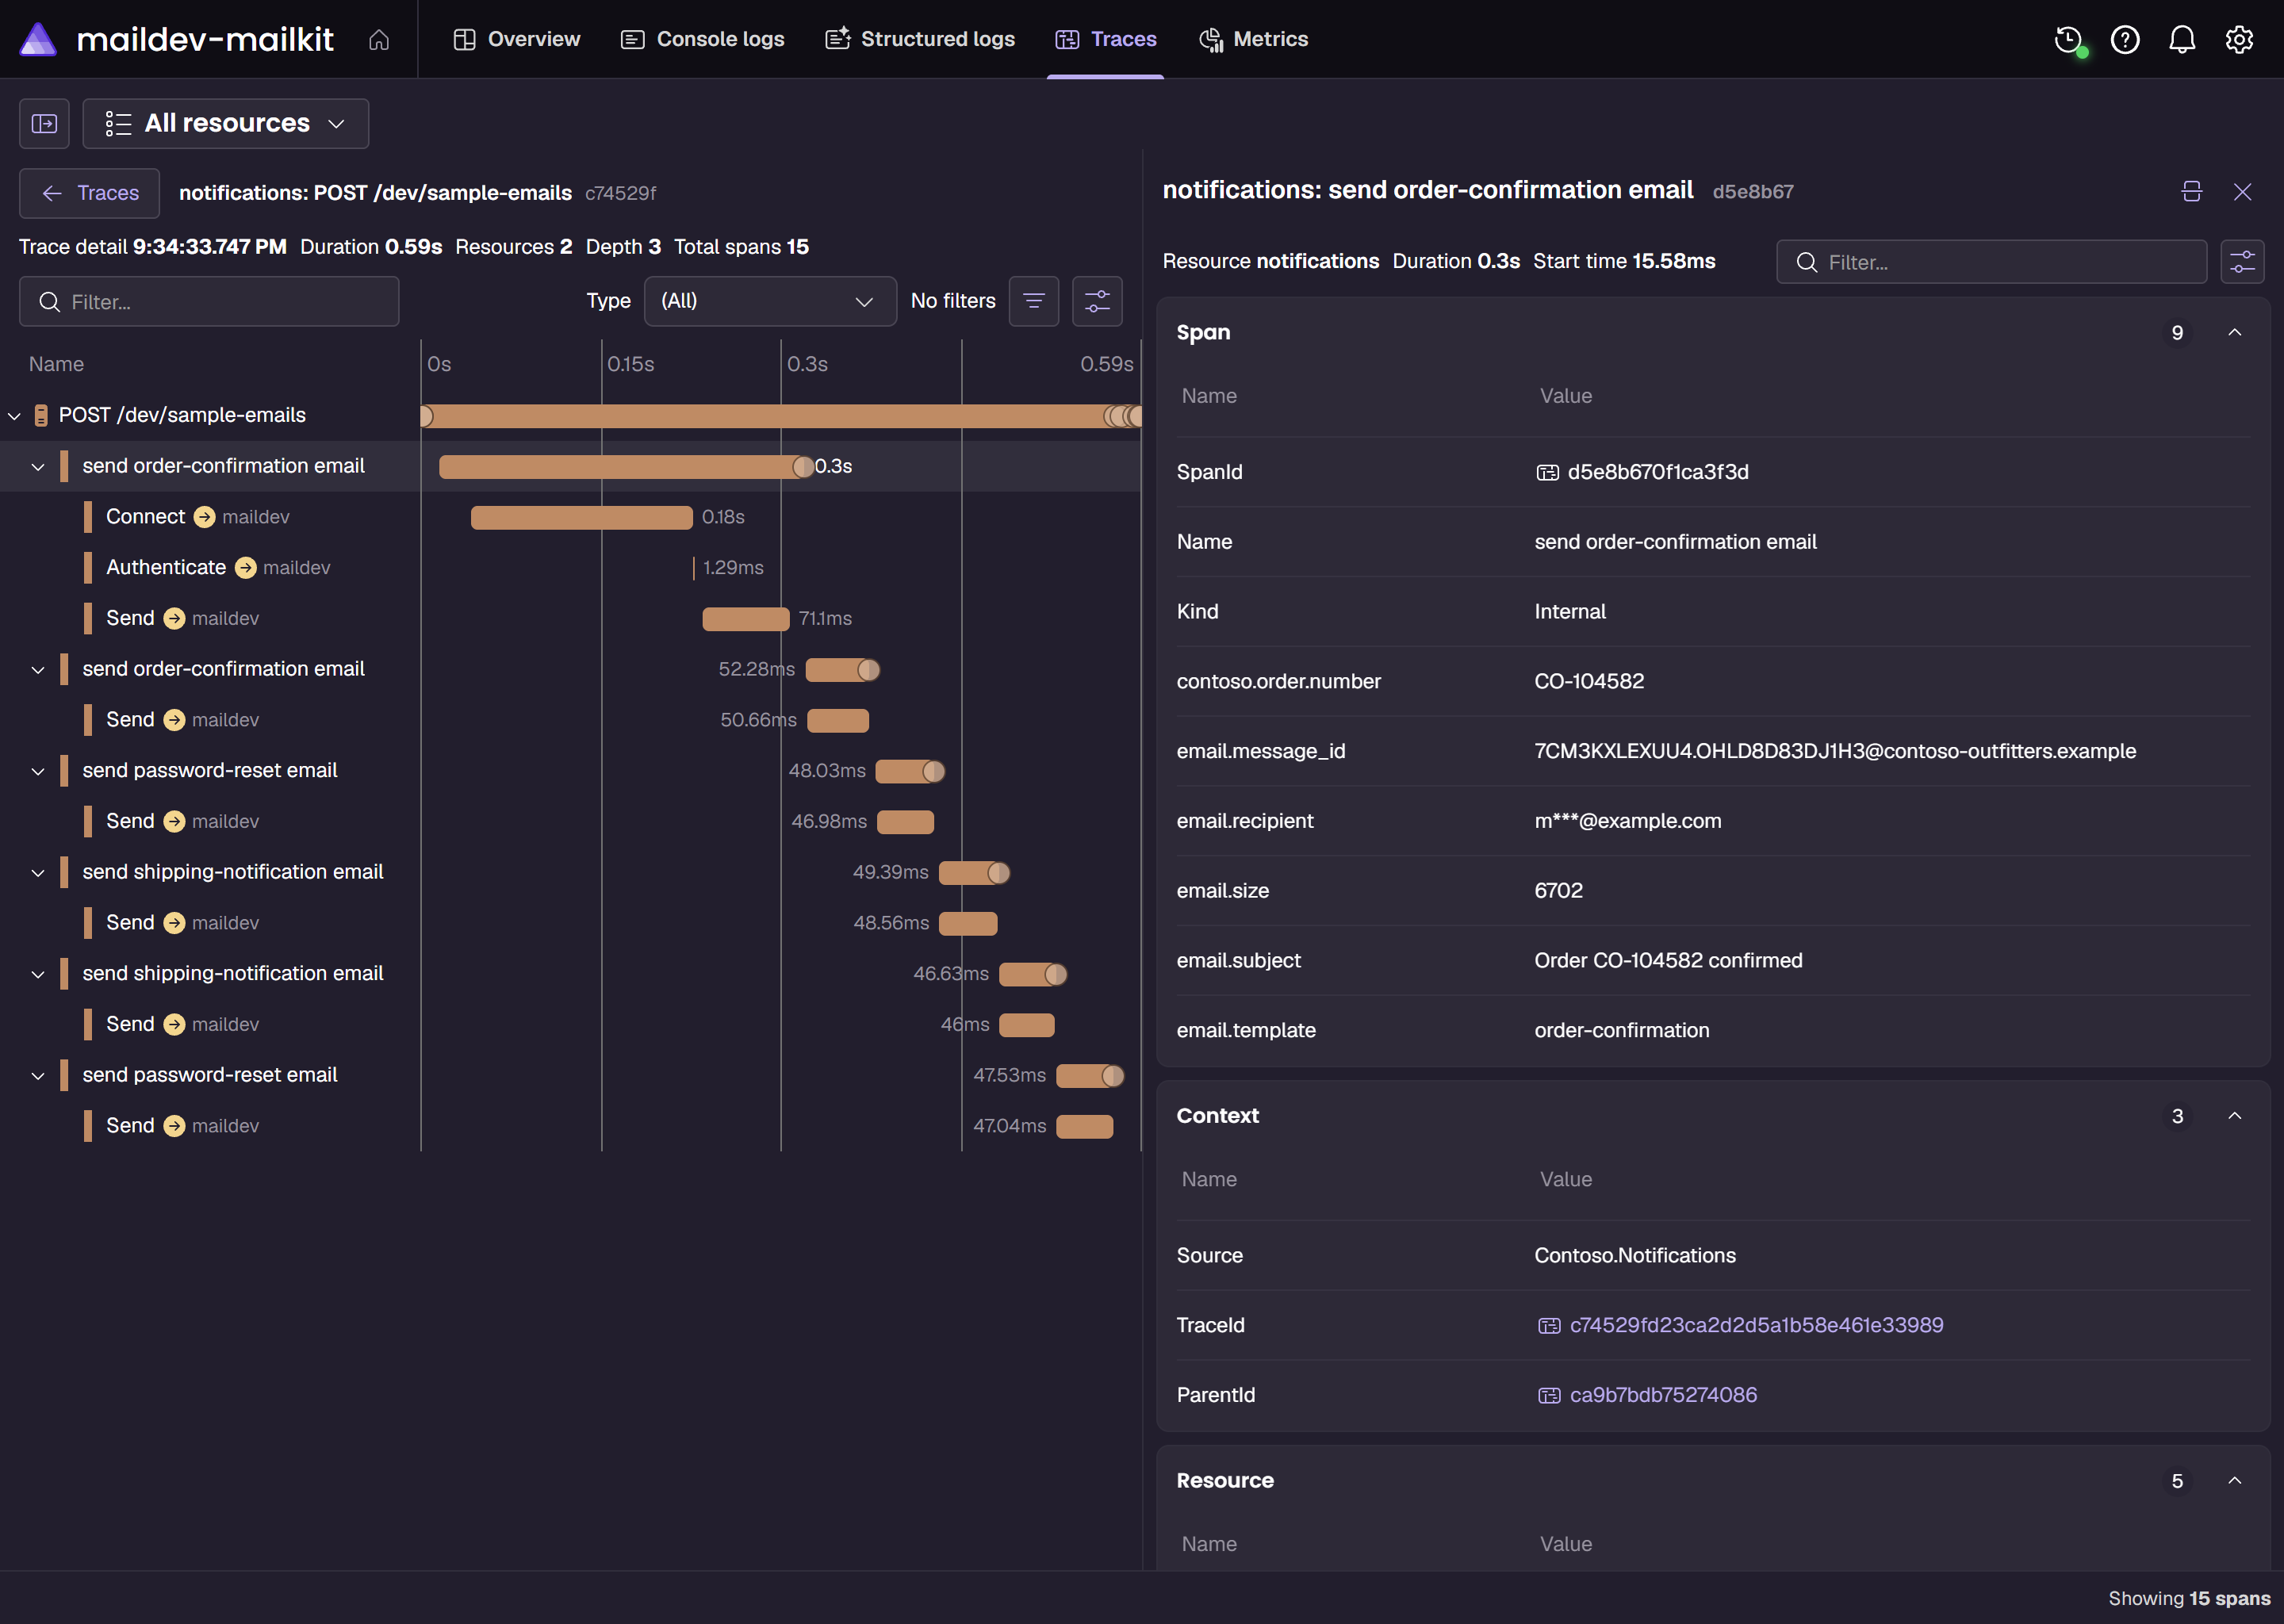 maildev-mailkit Overview Console logs Structured logs Traces Metrics
All resources
Traces notifications: POST /dev/sample-emails c74529f
Trace detail 9:34:33.747 PM Duration 0.59s Resources 2 Depth 3 Total spans 15
Filter... Type (All) No filters
Name 0s 0.15s 0.3s 0.59s
POST /dev/sample-emails
send order-confirmation email 0.3s
Connect maildev 0.18s
Authenticate maildev 1.29ms
Send maildev 71.1ms
send order-confirmation email 52.28ms
Send maildev 50.66ms
send password-reset email 48.03ms
Send maildev 46.98ms
send shipping-notification email 49.39ms
Send maildev 48.56ms
send shipping-notification email 46.63ms
Send maildev 46ms
send password-reset email 47.53ms
Send maildev 47.04ms
notifications: send order-confirmation email d5e8b67
Resource notifications Duration 0.3s Start time 15.58ms Filter...
Span 9
Name Value
SpanId d5e8b670f1ca3f3d
Name send order-confirmation email
Kind Internal
contoso.order.number CO-104582
email.message_id 7CM3KXLEXUU4.OHLD8D83DJ1H3@contoso-outfitters.example
email.recipient m***@example.com
email.size 6702
email.subject Order CO-104582 confirmed
email.template order-confirmation
Context 3
Name Value
Source Contoso.Notifications
TraceId c74529fd23ca2d2d5a1b58e461e33989
ParentId ca9b7bdb75274086
Resource 5
Name Value
Showing 15 spans